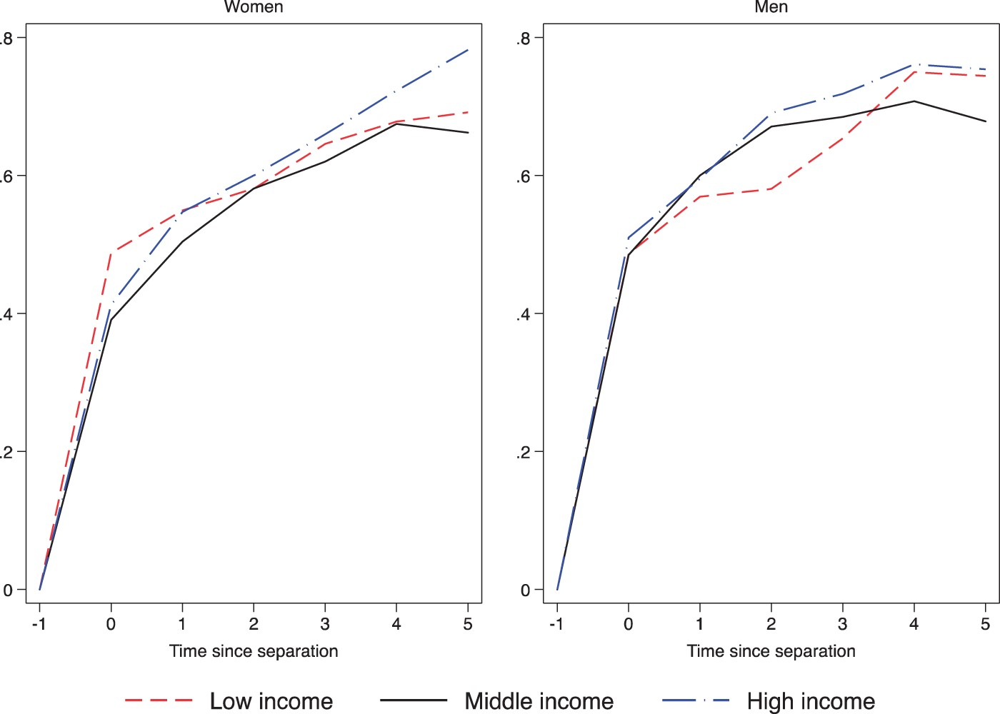 Women
Men
.8
.6
.4
.2
0
-1 0 1 2 3 4 5
Time since separation
.8
.6
.4
.2
0
-1 0 1 2 3 4 5
Time since separation
Low income Middle income High income